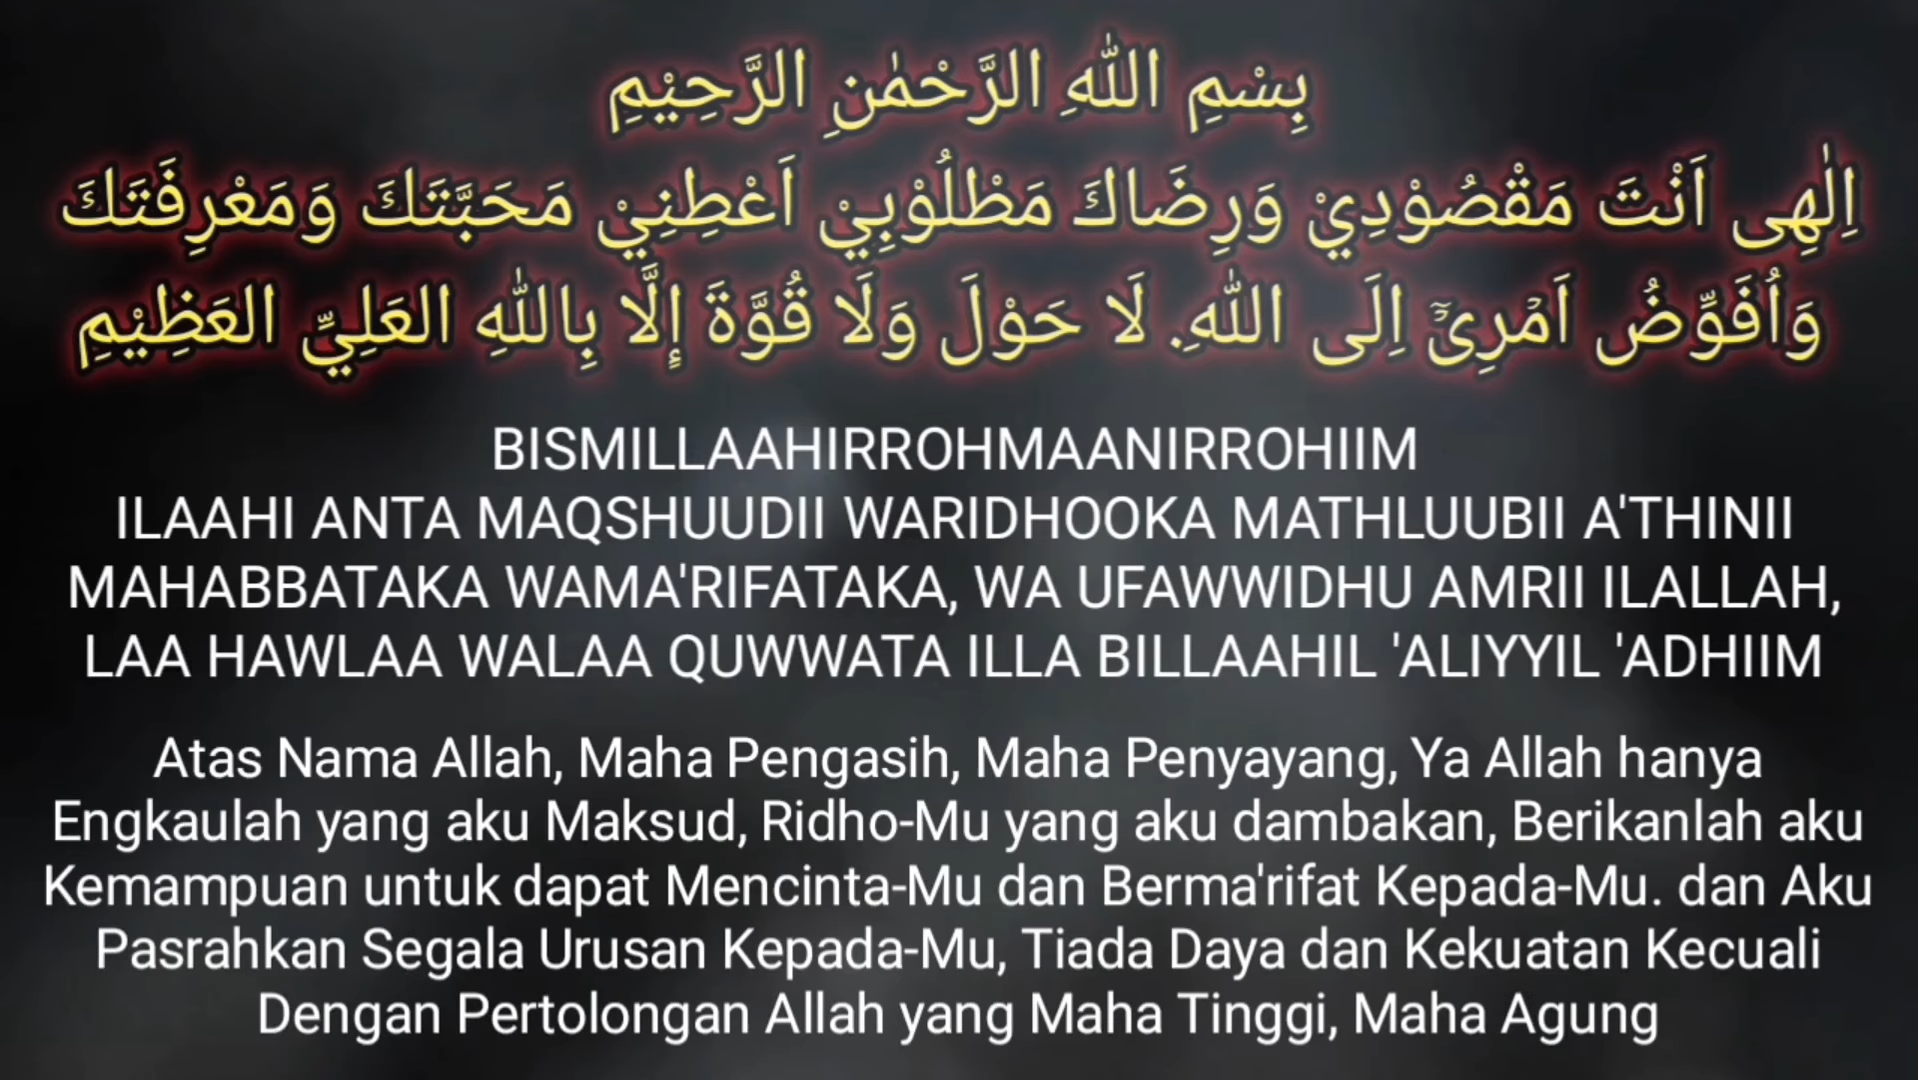 بِسْمِ اللّٰهِ الرَّحْمٰنِ الرَّحِيْمِ
اِلٰهِى اَنْتَ مَقْصُوْدِيْ وَرِضَاكَ مَطْلُوْبِيْ اَعْطِنِيْ مَحَبَّتَكَ وَمَعْرِفَتَكَ
وَاُفَوِّضُ اَمْرِىْٓ اِلَى اللّٰهِۗ. لَا حَوْلَ وَلَا قُوَّةَ إِلَّا بِاللّٰهِ العَلِيِّ العَظِيْمِ
BISMILLAAHIRROHMAANIRROHIIM
ILAAHI ANTA MAQSHUUDII WARIDHOOKA MATHLUUBII A'THINII
MAHABBATAKA WAMA'RIFATAKA, WA UFAWWIDHU AMRII ILALLAH,
LAA HAWLAA WALAA QUWWATA ILLA BILLAAHIL 'ALIYYIL 'ADHIIM
Atas Nama Allah, Maha Pengasih, Maha Penyayang, Ya Allah hanya
Engkaulah yang aku Maksud, Ridho-Mu yang aku dambakan, Berikanlah aku
Kemampuan untuk dapat Mencinta-Mu dan Berma'rifat Kepada-Mu. dan Aku
Pasrahkan Segala Urusan Kepada-Mu, Tiada Daya dan Kekuatan Kecuali
Dengan Pertolongan Allah yang Maha Tinggi, Maha Agung